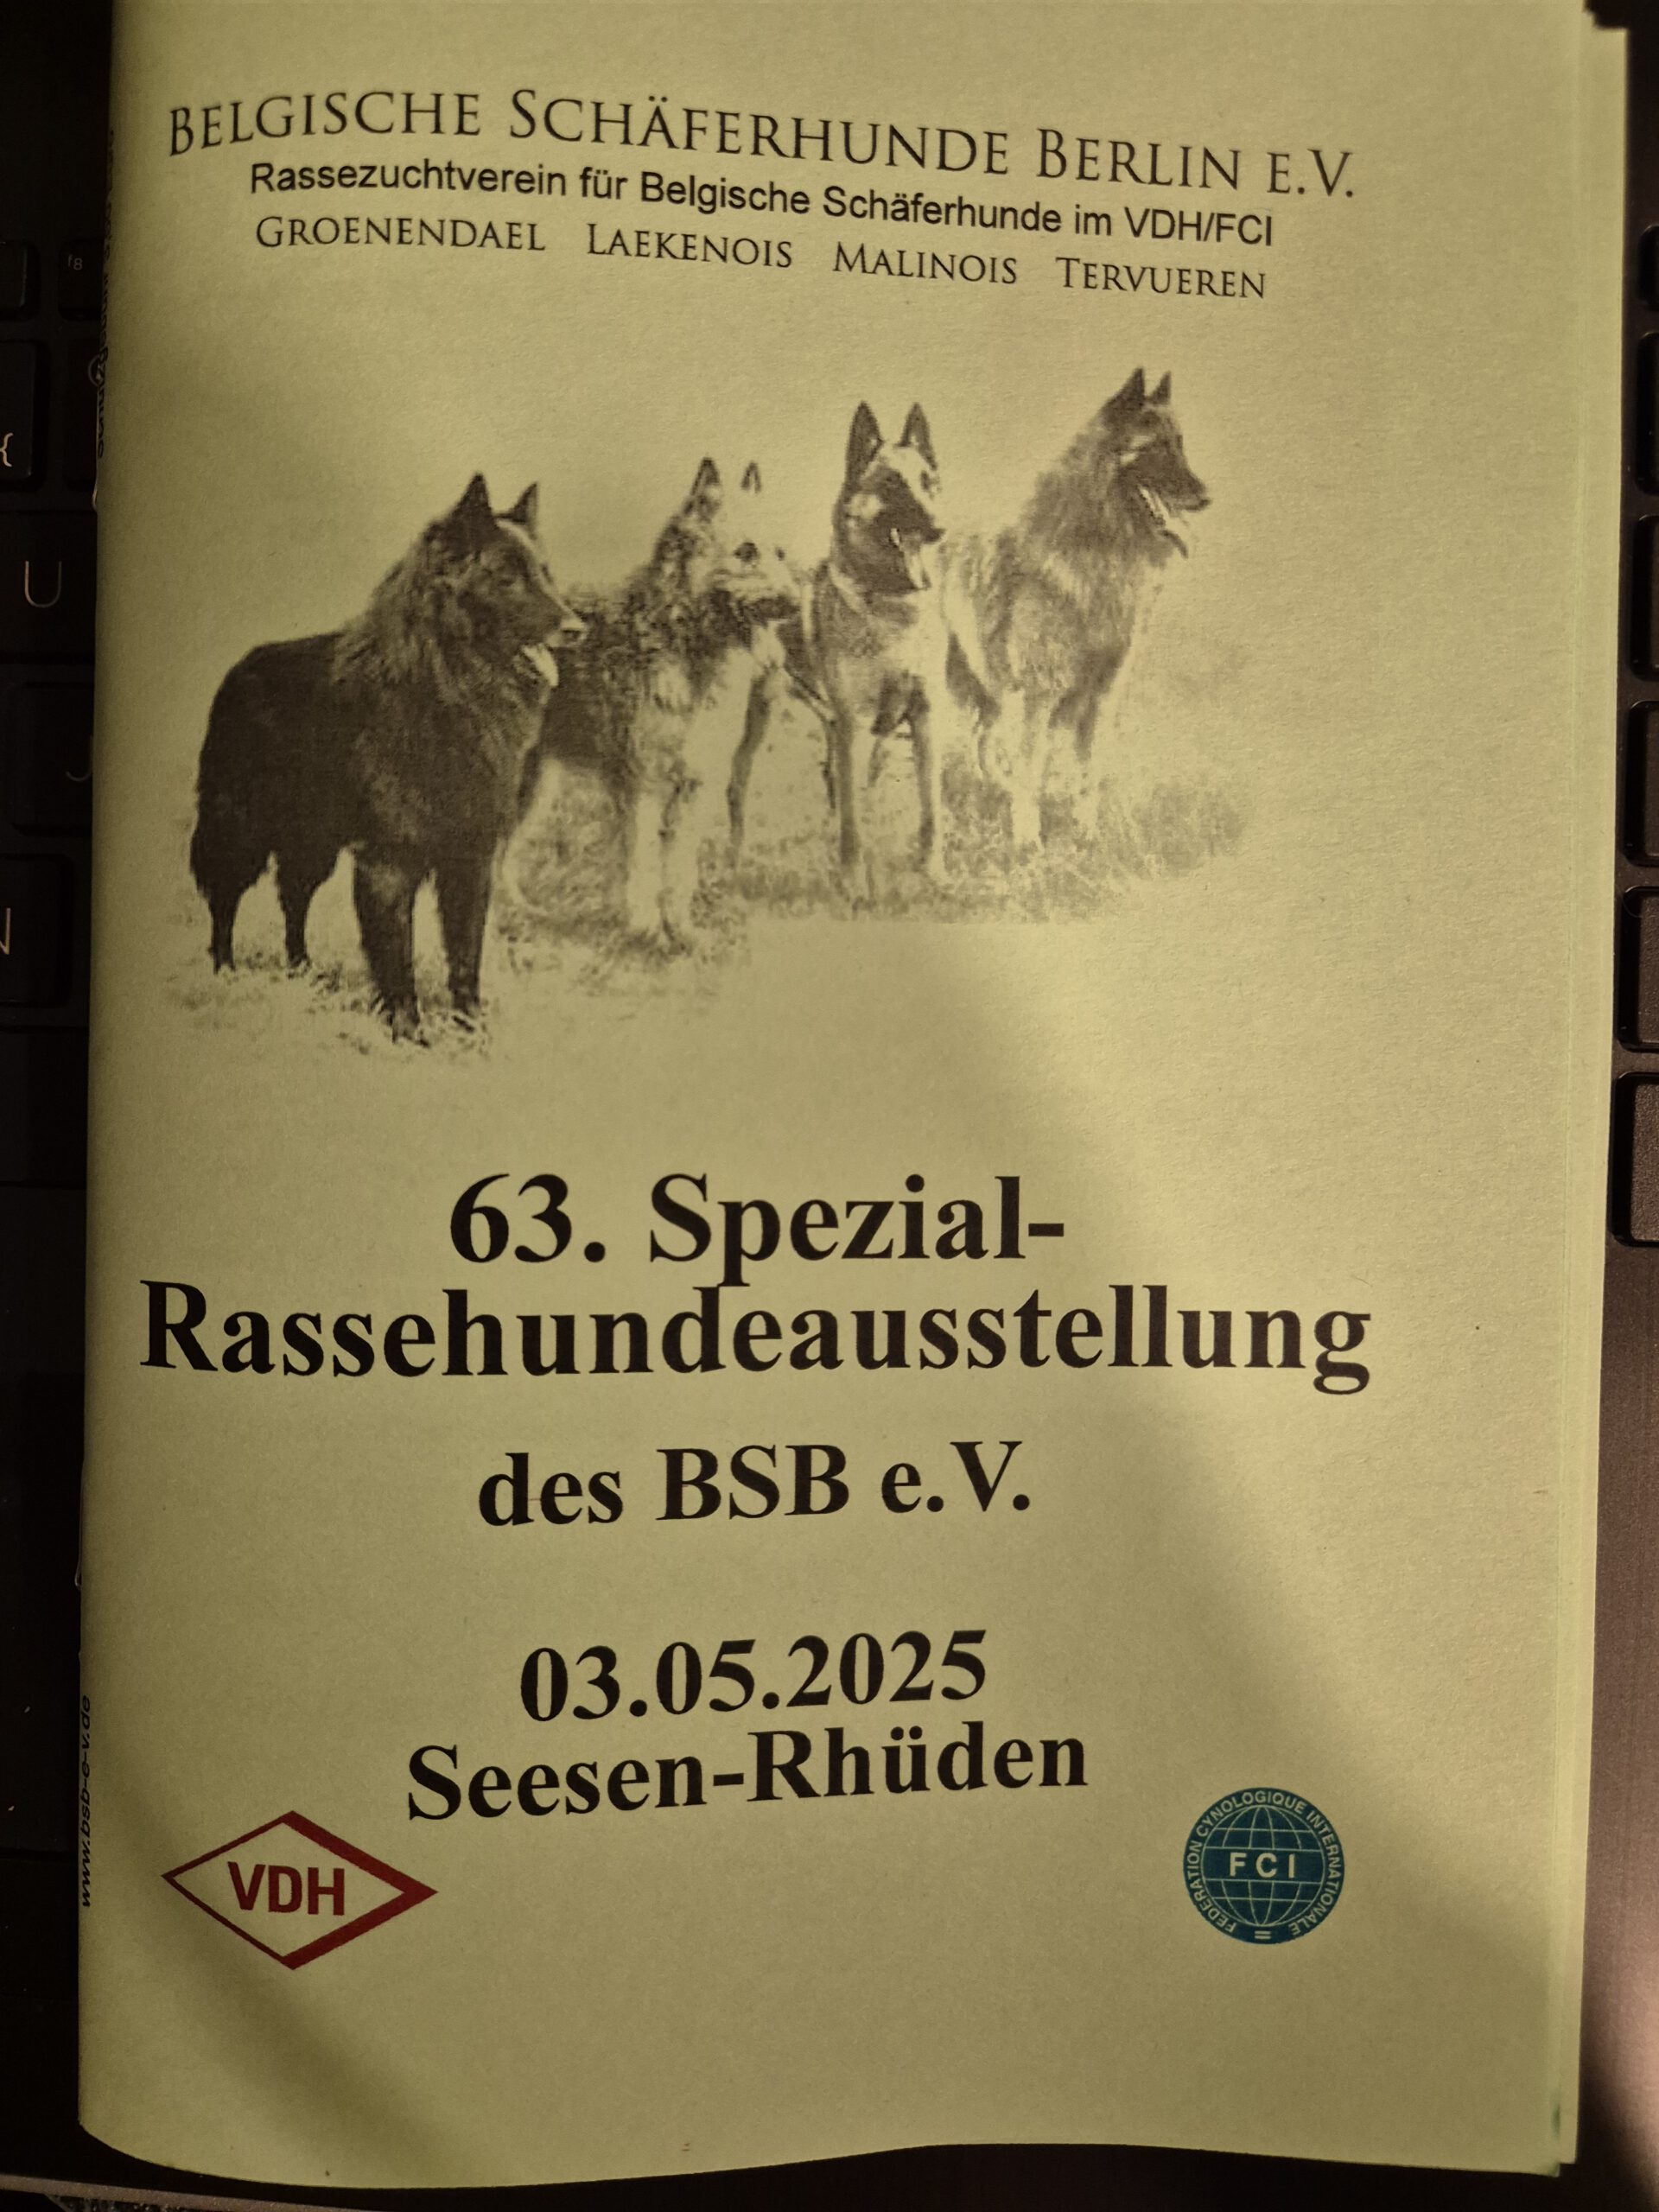 BELGISCHE SCHÄFERHUNDE BERLIN E.V.
Rassezuchtverein für Belgische Schäferhunde im VDH/FCI
GROENENDAEL LAEKENOIS MALINOIS TERVUEREN
63. Spezial-
Rassehundeausstellung
des BSB e.V.
03.05.2025
Seesen-Rhüden
www.bsb-e-v.de
VDH
FEDERATION CYNOLOGIQUE INTERNATIONALE
FCI
f8
U
J
N